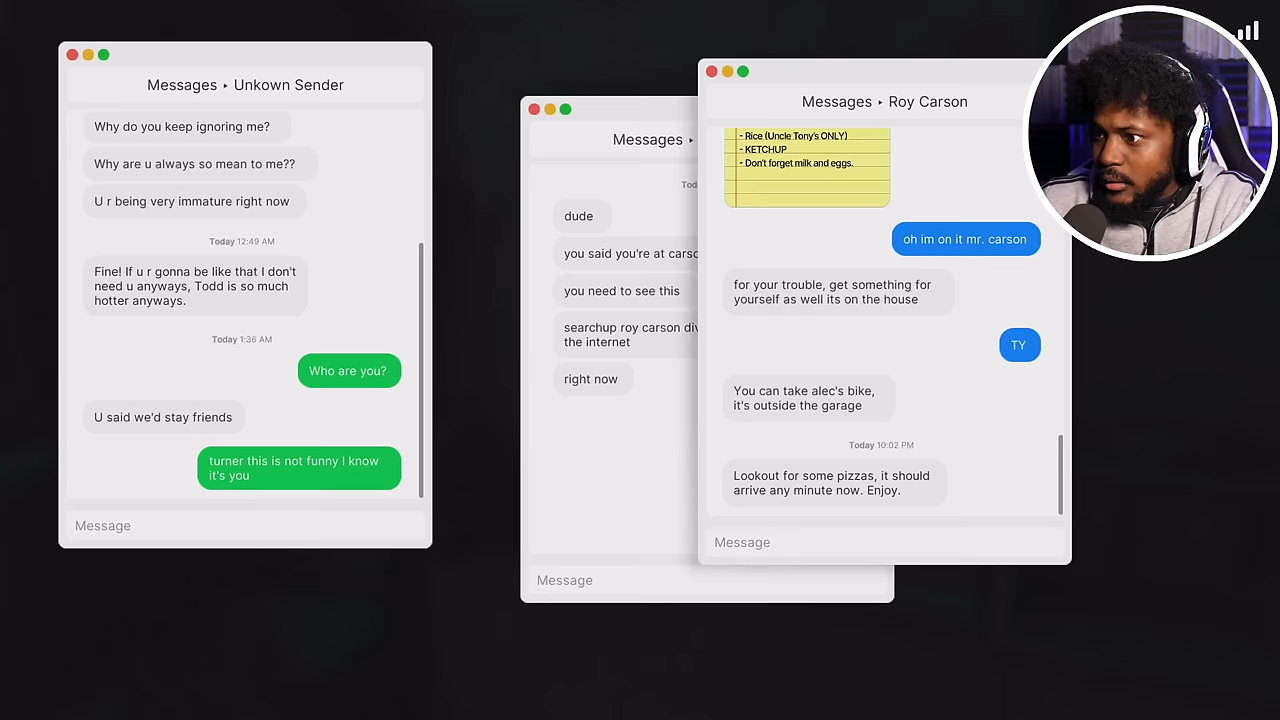 Messages ‣ Unkown Sender
Why do you keep ignoring me?
Why are u always so mean to me??
U r being very immature right now
Today 12:49 AM
Fine! If u r gonna be like that I don't
need u anyways, Todd is so much
hotter anyways.
Today 1:36 AM
Who are you?
U said we'd stay friends
turner this is not funny I know
it's you
Message
Messages ‣
dude
you said you're at
you need to see this
searchup roy carson
the internet
right now
Message
Messages ‣ Roy Carson
- Rice (Uncle Tony's ONLY)
- KETCHUP
- Don't forget milk and eggs.
oh im on it mr. carson
for your trouble, get something for
yourself as well its on the house
TY
You can take alec's bike,
it's outside the garage
Today 10:02 PM
Lookout for some pizzas, it should
arrive any minute now. Enjoy.
Message